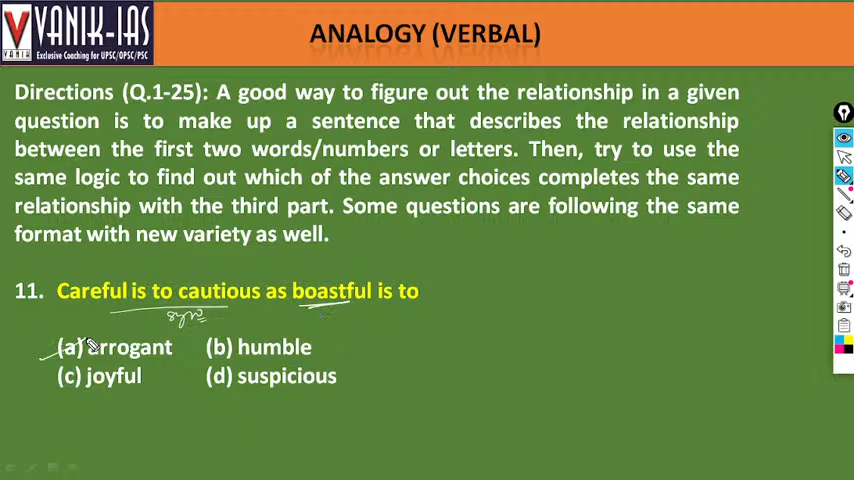 VANIK-IAS
VANIK
Exclusive Coaching for UPSC/OPSC/PSC
ANALOGY (VERBAL)
Directions (Q.1-25): A good way to figure out the relationship in a given
question is to make up a sentence that describes the relationship
between the first two words/numbers or letters. Then, try to use the
same logic to find out which of the answer choices completes the same
relationship with the third part. Some questions are following the same
format with new variety as well.
11. Careful is to cautious as boastful is to
syn
(a) arrogant (b) humble
(c) joyful (d) suspicious